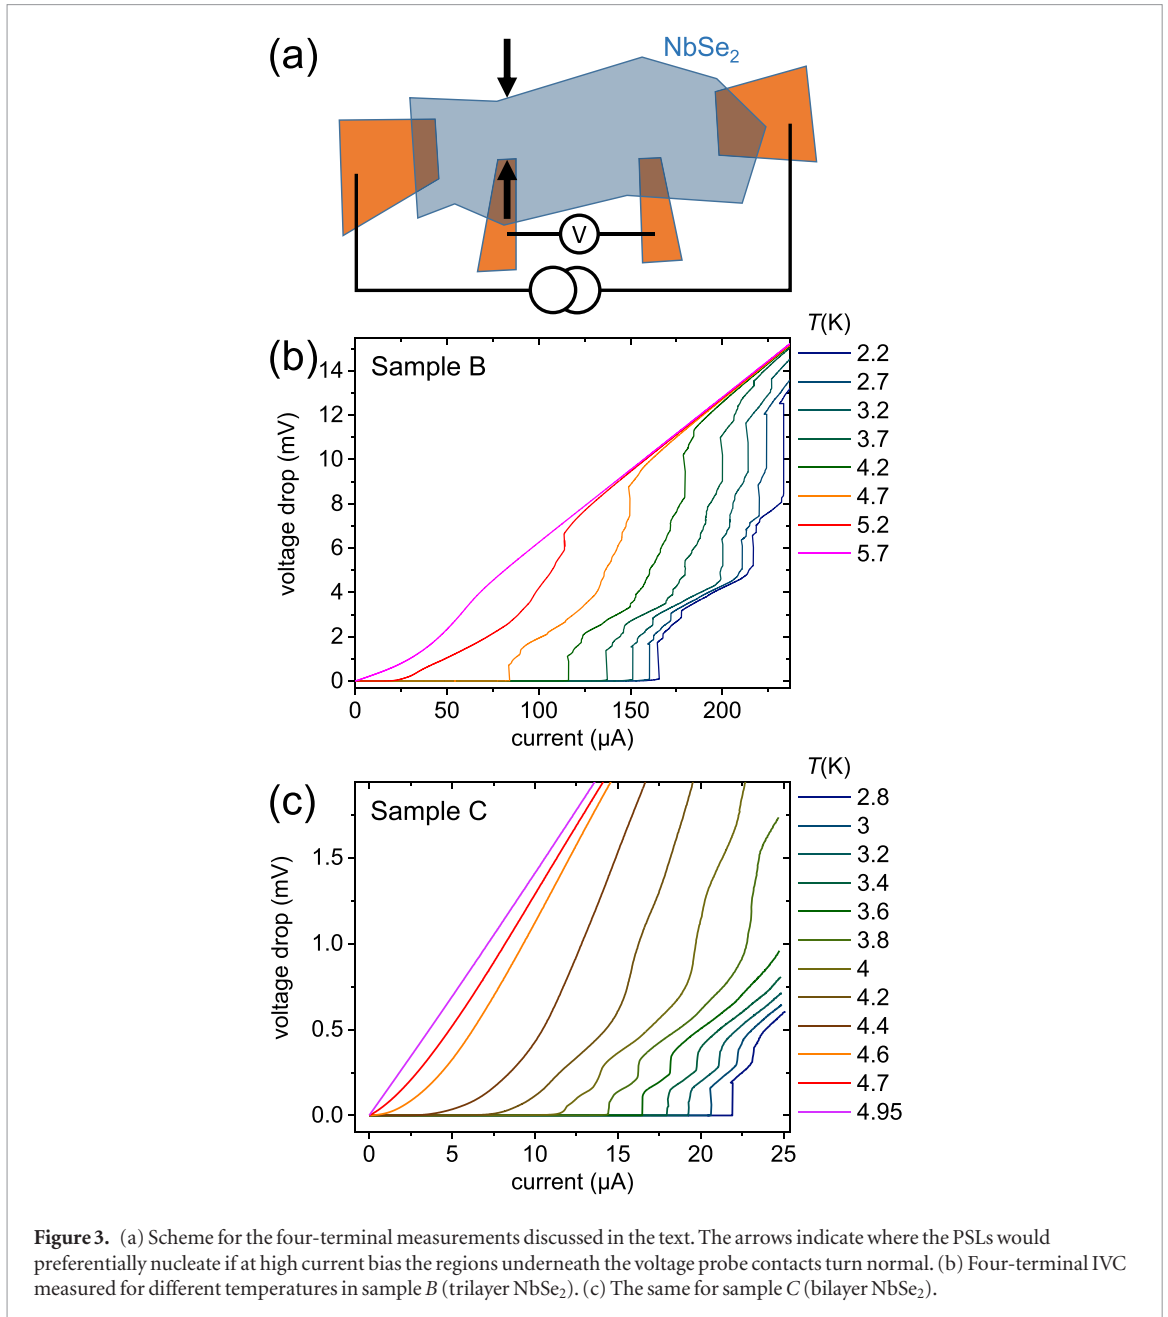 (a)
NbSe₂
V
(b)
Sample B
T(K)
2.2
2.7
3.2
3.7
4.2
4.7
5.2
5.7
voltage drop (mV)
14
12
10
8
6
4
2
0
0 50 100 150 200
current (µA)
(c)
Sample C
T(K)
2.8
3
3.2
3.4
3.6
3.8
4
4.2
4.4
4.6
4.7
4.95
voltage drop (mV)
1.5
1.0
0.5
0.0
0 5 10 15 20 25
current (µA)
Figure 3. (a) Scheme for the four-terminal measurements discussed in the text. The arrows indicate where the PSLs would
preferentially nucleate if at high current bias the regions underneath the voltage probe contacts turn normal. (b) Four-terminal IVC
measured for different temperatures in sample B (trilayer NbSe₂). (c) The same for sample C (bilayer NbSe₂).